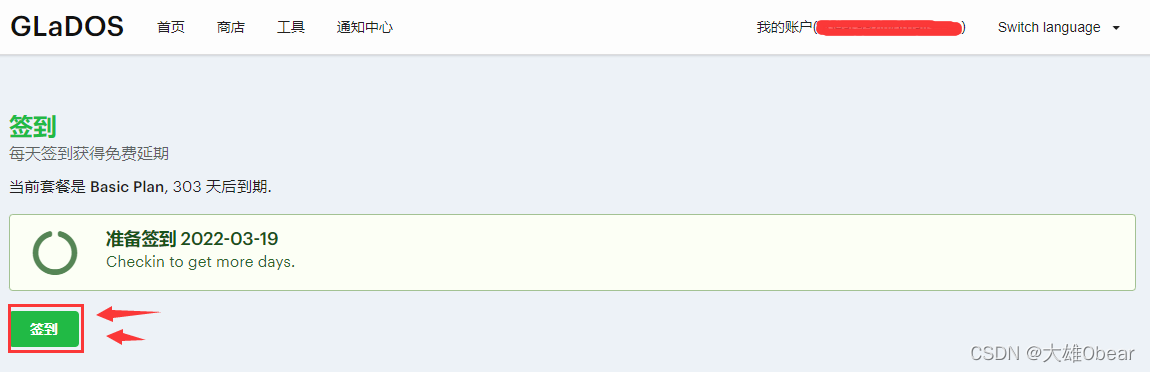 GLaDOS 首页 商店 工具 通知中心 我的账户( ) Switch language
签到
每天签到获得免费延期
当前套餐是 Basic Plan, 303 天后到期.
准备签到 2022-03-19
Checkin to get more days.
签到
CSDN @大雄0bear